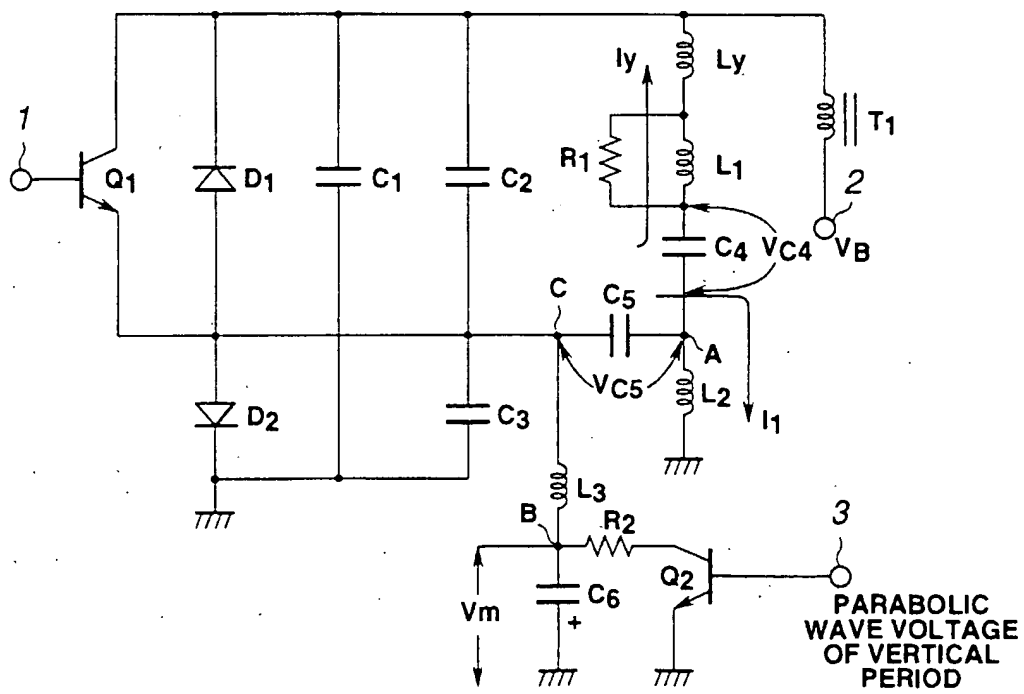 Ly
Iy
1
T1
R1
L1
Q1
D1
C1
C2
2
C4
VC4
VB
C
C5
A
VC5
L2
D2
C3
I1
L3
B
R2
3
Q2
Vm
C6
+
PARABOLIC
WAVE VOLTAGE
OF VERTICAL
PERIOD